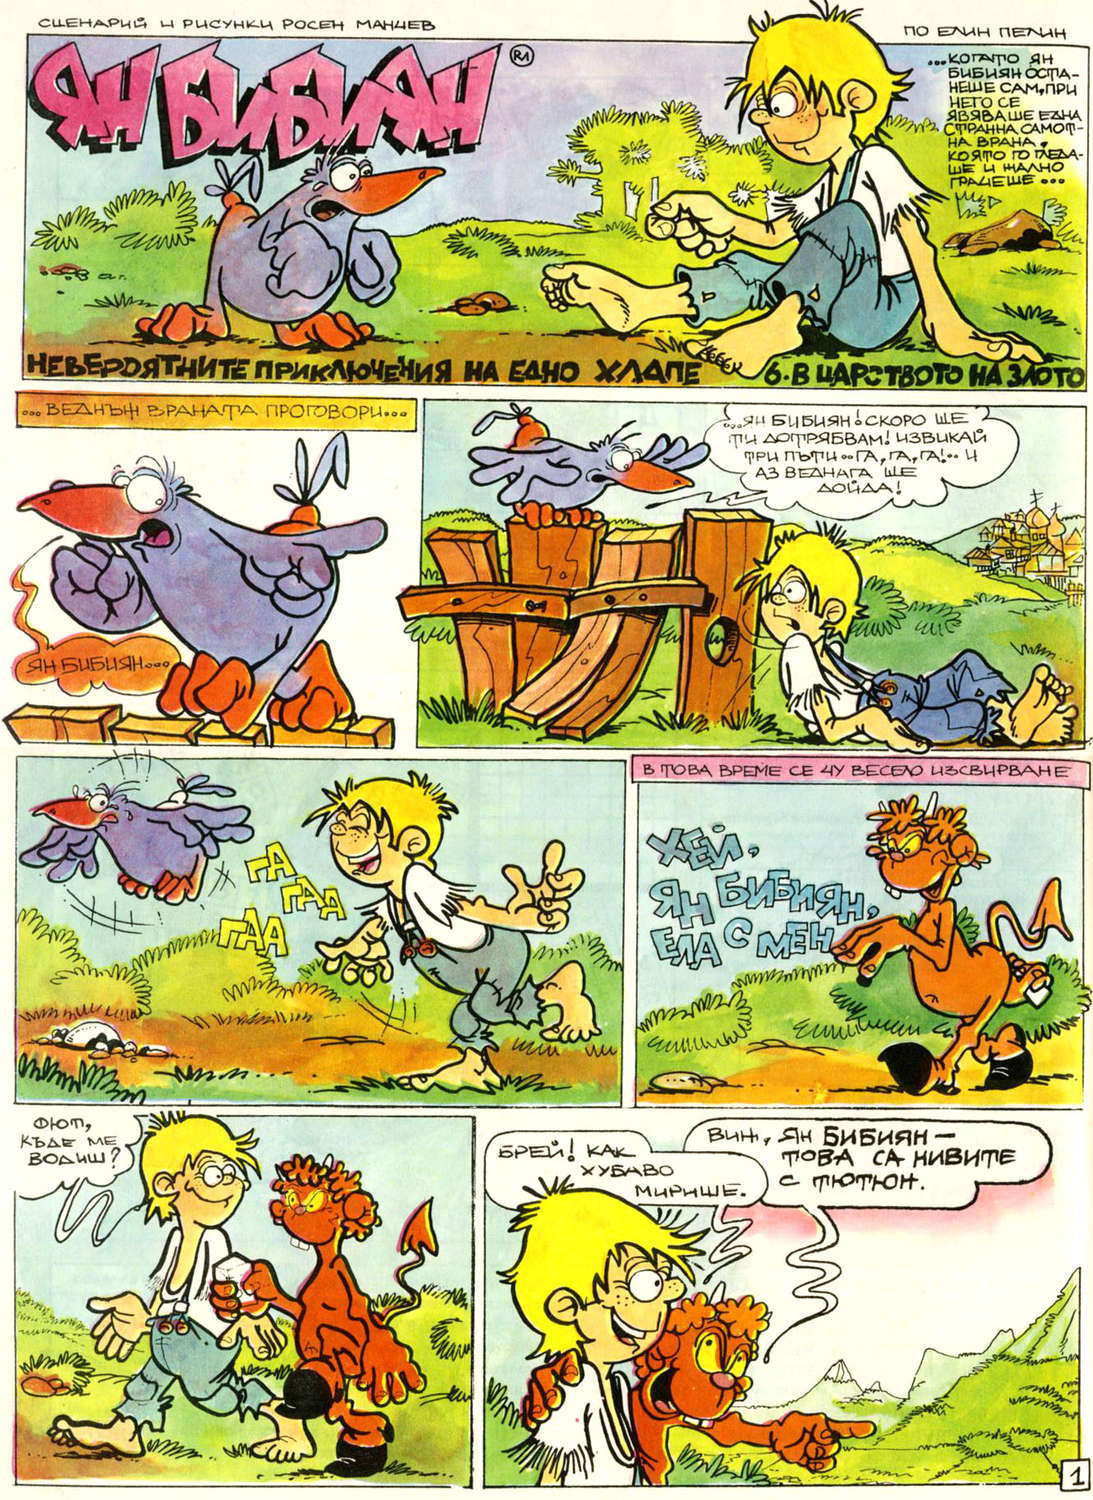 СЦЕНАРИЙ И РИСУНКИ РОСЕН МАНЧЕВ
ПО ЕЛИН ПЕЛИН
ЯН БИБИЯН
...КОГАТО ЯН
БИБИЯН ОСТА-
НЕШЕ САМ, ПРИ
НЕГО СЕ
ЯВЯВАШЕ ЕДНА
СТРАННА САМОТ-
НА ВРАНА,
КОЯТО ГО ГЛЕДА-
ШЕ И ЖАЛНО
ГРАЧЕШЕ...
НЕВЕРОЯТНИТЕ ПРИКЛЮЧЕНИЯ НА ЕДНО ХЛАПЕ
6. В ЦАРСТВОТО НА ЗЛОТО
...ВЕДНЪЖ ВРАНАТА ПРОГОВОРИ...
ЯН БИБИЯН...
...ЯН БИБИЯН! СКОРО ЩЕ
ТИ ДОТРЯБВАМ! ИЗВИКАЙ
ТРИ ПЪТИ..ГА, ГА, ГА!.. И
АЗ ВЕДНАГА ЩЕ
ДОЙДА!
ГА
ГАА
ГАА
В ТОВА ВРЕМЕ СЕ ЧУ ВЕСЕЛО ИЗСВИРВАНЕ
ХЕЙ,
ЯН БИБИЯН,
ЕЛА С МЕН
ФЮТ,
КЪДЕ МЕ
ВОДИШ?
БРЕЙ! КАК
ХУБАВО
МИРИШЕ.
ВИЖ, ЯН БИБИЯН -
ТОВА СА НИВИТЕ
С ТЮТЮН.
1